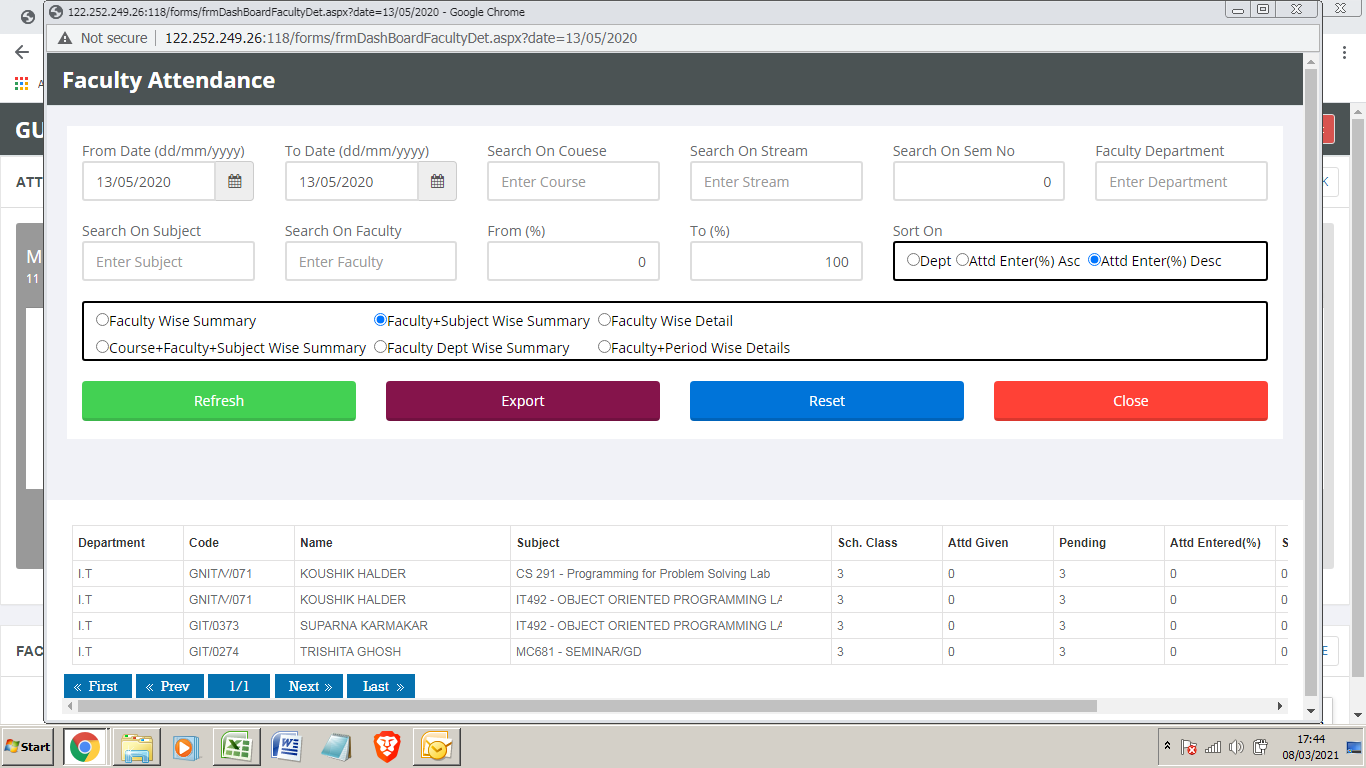 122.252.249.26:118/forms/frmDashBoardFacultyDet.aspx?date=13/05/2020 - Google Chrome
Not secure 122.252.249.26:118/forms/frmDashBoardFacultyDet.aspx?date=13/05/2020
Faculty Attendance
GU
ATT
From Date (dd/mm/yyyy) To Date (dd/mm/yyyy) Search On Couese Search On Stream Search On Sem No Faculty Department
13/05/2020 13/05/2020 Enter Course Enter Stream 0 Enter Department
Search On Subject Search On Faculty From (%) To (%) Sort On
Enter Subject Enter Faculty 0 100 Dept Attd Enter(%) Asc Attd Enter(%) Desc
M
11
Faculty Wise Summary Faculty+Subject Wise Summary Faculty Wise Detail
Course+Faculty+Subject Wise Summary Faculty Dept Wise Summary Faculty+Period Wise Details
Refresh Export Reset Close
Department Code Name Subject Sch. Class Attd Given Pending Attd Entered(%) S
I.T GNIT/V/071 KOUSHIK HALDER CS 291 - Programming for Problem Solving Lab 3 0 3 0 0
I.T GNIT/V/071 KOUSHIK HALDER IT492 - OBJECT ORIENTED PROGRAMMING LA 3 0 3 0 0
I.T GIT/0373 SUPARNA KARMAKAR IT492 - OBJECT ORIENTED PROGRAMMING LA 3 0 3 0 0
I.T GIT/0274 TRISHITA GHOSH MC681 - SEMINAR/GD 3 0 3 0 0
FAC
« First « Prev 1/1 Next » Last »
Start
17:44
08/03/2021